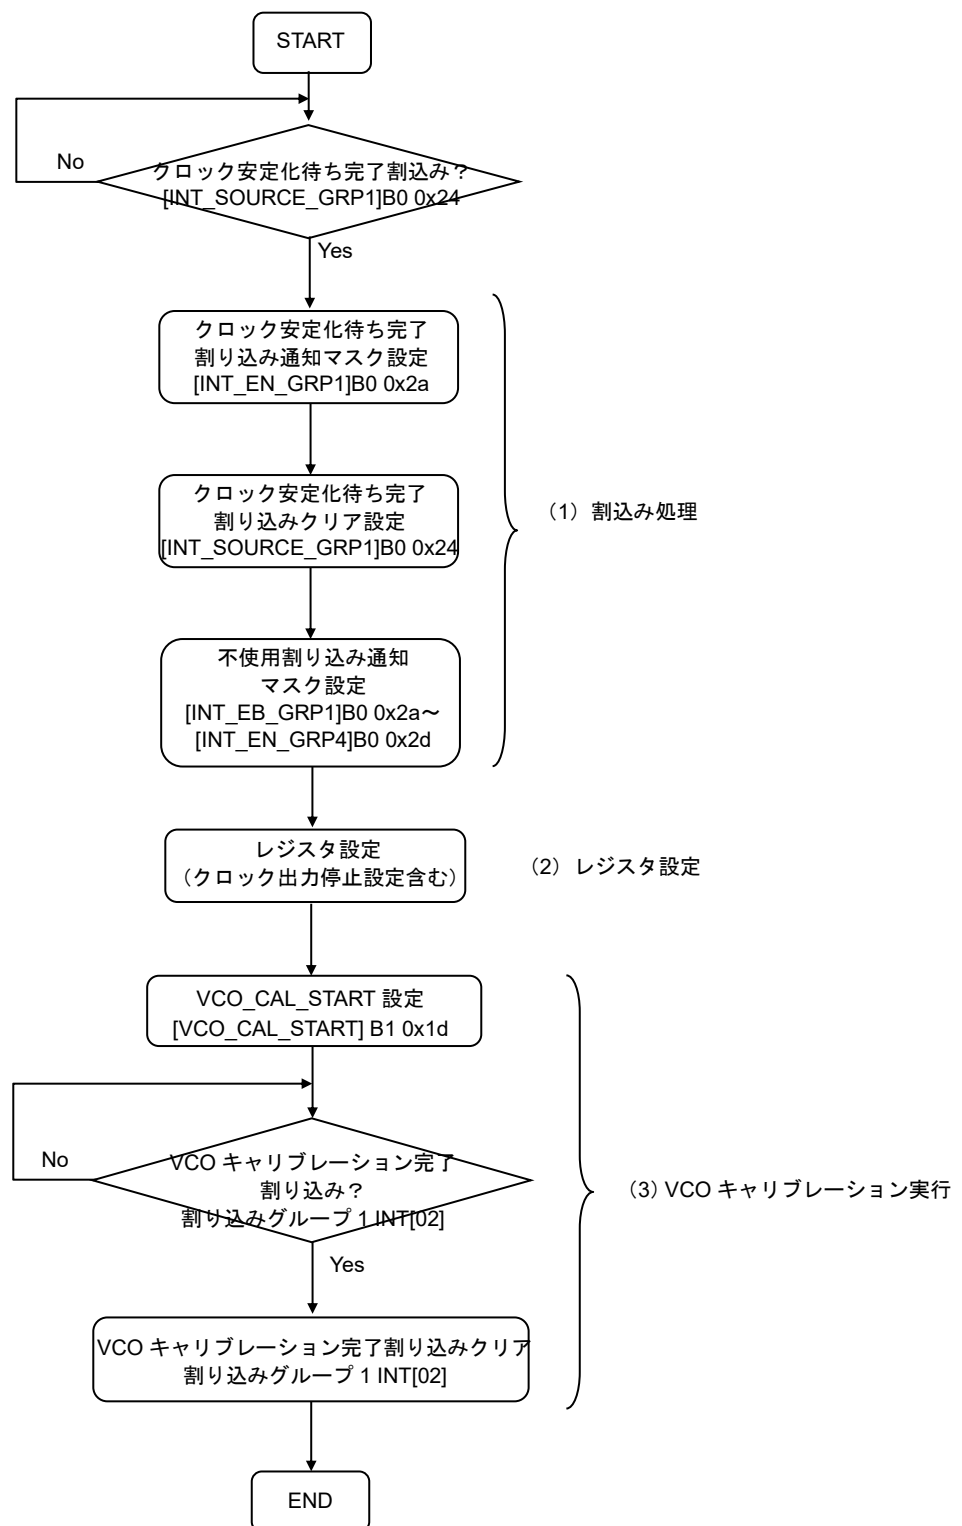 START
No
クロック安定化待ち完了割込み？
[INT_SOURCE_GRP1]B0 0x24
Yes
クロック安定化待ち完了
割り込み通知マスク設定
[INT_EN_GRP1]B0 0x2a
クロック安定化待ち完了
割り込みクリア設定
[INT_SOURCE_GRP1]B0 0x24
（1）割込み処理
不使用割り込み通知
マスク設定
[INT_EB_GRP1]B0 0x2a～
[INT_EN_GRP4]B0 0x2d
レジスタ設定
（クロック出力停止設定含む）
（2）レジスタ設定
VCO_CAL_START 設定
[VCO_CAL_START] B1 0x1d
No
VCO キャリブレーション完了
割り込み？
割り込みグループ 1 INT[02]
（3）VCO キャリブレーション実行
Yes
VCO キャリブレーション完了割り込みクリア
割り込みグループ 1 INT[02]
END